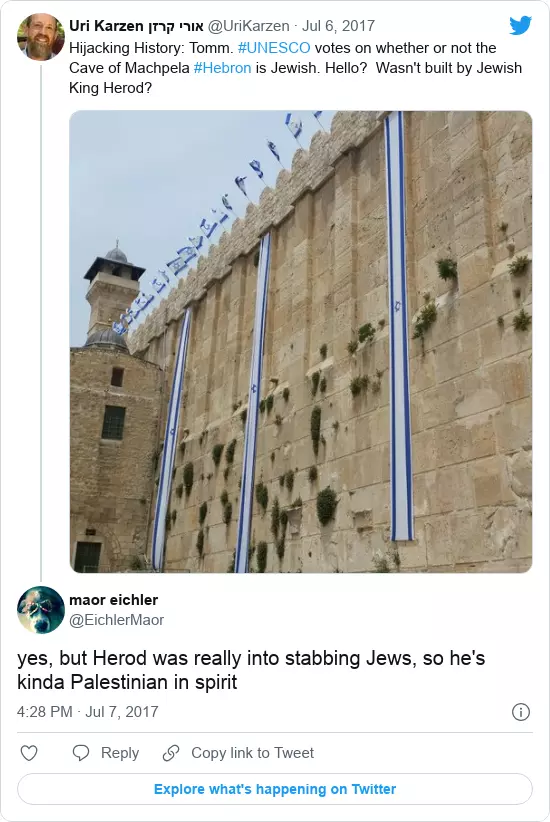 Uri Karzen אורי קרזן @UriKarzen · Jul 6, 2017
Hijacking History: Tomm. #UNESCO votes on whether or not the
Cave of Machpela #Hebron is Jewish. Hello?  Wasn't built by Jewish
King Herod?
maor eichler
@EichlerMaor
yes, but Herod was really into stabbing Jews, so he's
kinda Palestinian in spirit
4:28 PM · Jul 7, 2017
Reply
Copy link to Tweet
Explore what's happening on Twitter